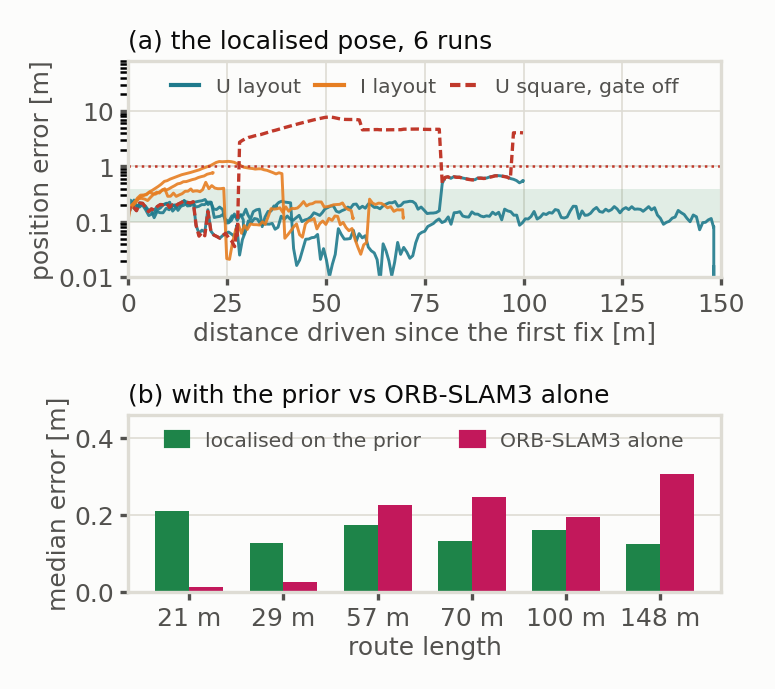 (a) the localised pose, 6 runs
position error [m]
U layout
I layout
U square, gate off
10
1
0.1
0.01
0
25
50
75
100
125
150
distance driven since the first fix [m]
(b) with the prior vs ORB-SLAM3 alone
median error [m]
localised on the prior
ORB-SLAM3 alone
0.4
0.2
0.0
21 m
29 m
57 m
70 m
100 m
148 m
route length